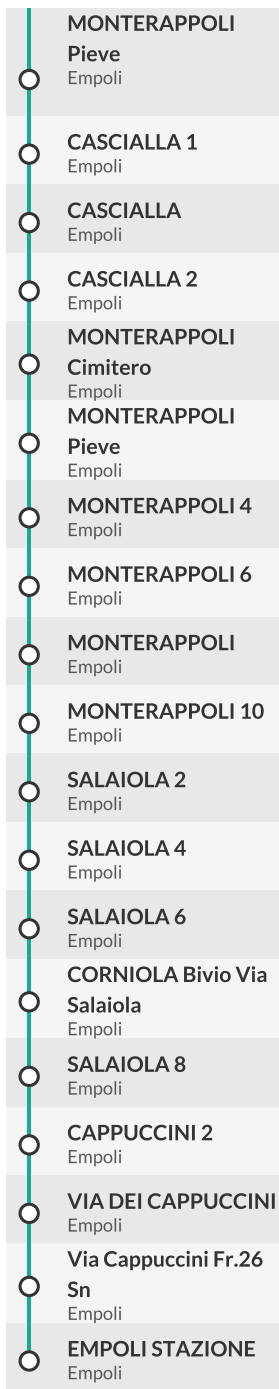 MONTERAPPOLI
Pieve
Empoli
CASCIALLA 1
Empoli
CASCIALLA
Empoli
CASCIALLA 2
Empoli
MONTERAPPOLI
Cimitero
Empoli
MONTERAPPOLI
Pieve
Empoli
MONTERAPPOLI 4
Empoli
MONTERAPPOLI 6
Empoli
MONTERAPPOLI
Empoli
MONTERAPPOLI 10
Empoli
SALAIOLA 2
Empoli
SALAIOLA 4
Empoli
SALAIOLA 6
Empoli
CORNIOLA Bivio Via
Salaiola
Empoli
SALAIOLA 8
Empoli
CAPPUCCINI 2
Empoli
VIA DEI CAPPUCCINI
Empoli
Via Cappuccini Fr.26
Sn
Empoli
EMPOLI STAZIONE
Empoli